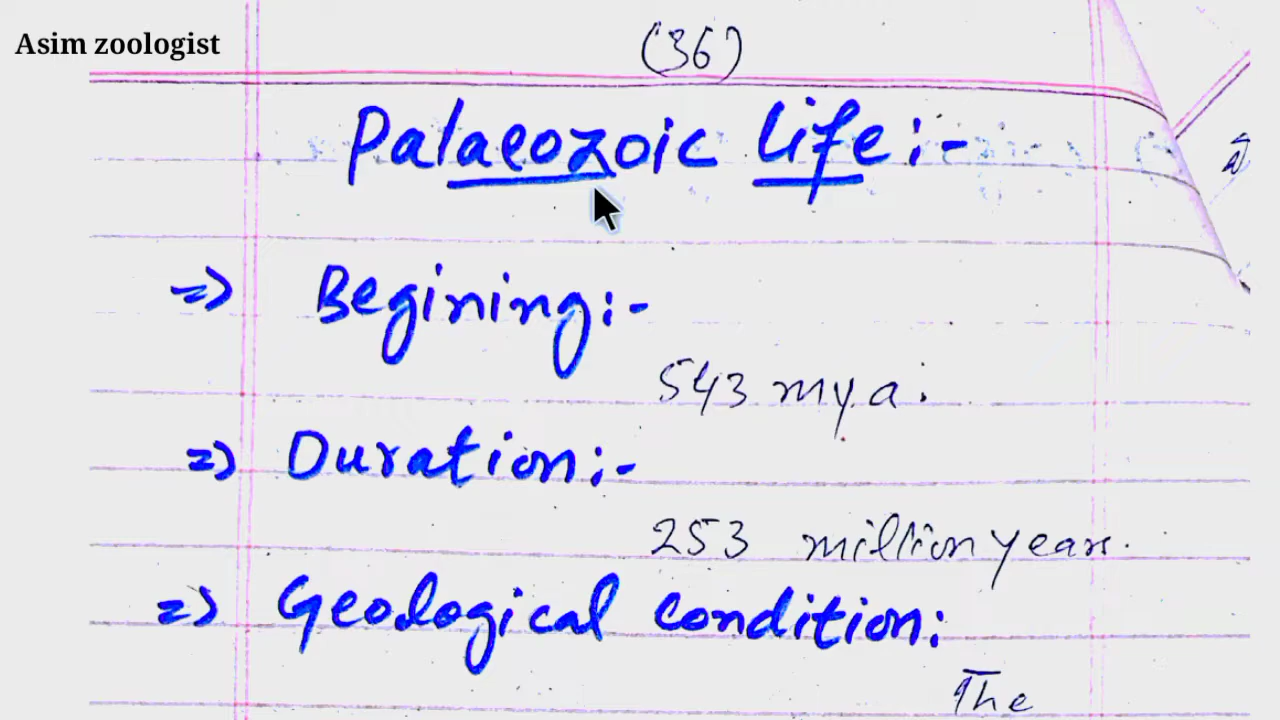 Asim zoologist
(36)
Palaeozoic life :-
=> Begining :-
543 mya.
=> Duration :-
253 million years.
=> Geological condition:
The